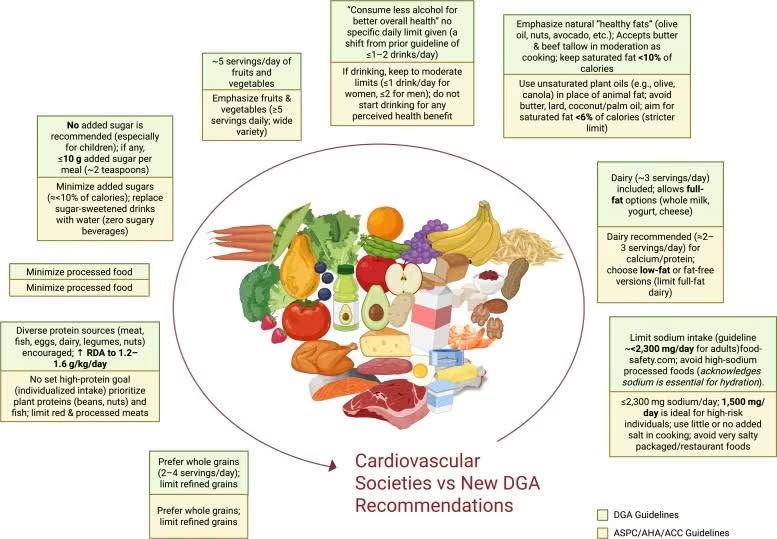 "Consume less alcohol for
better overall health" no
specific daily limit given (a
shift from prior guideline of
≤1–2 drinks/day)
If drinking, keep to moderate
limits (≤1 drink/day for
women, ≤2 for men); do not
start drinking for any
perceived health benefit
Emphasize natural "healthy fats" (olive
oil, nuts, avocado, etc.); Accepts butter
& beef tallow in moderation as
cooking; keep saturated fat <10% of
calories
Use unsaturated plant oils (e.g., olive,
canola) in place of animal fat; avoid
butter, lard, coconut/palm oil; aim for
saturated fat <6% of calories (stricter
limit)
~5 servings/day of
fruits and
vegetables
Emphasize fruits &
vegetables (≥5
servings daily; wide
variety)
No added sugar is
recommended (especially
for children); if any,
≤10 g added sugar per
meal (~2 teaspoons)
Minimize added sugars
(≈<10% of calories); replace
sugar-sweetened drinks
with water (zero sugary
beverages)
Dairy (~3 servings/day)
included; allows full-
fat options (whole milk,
yogurt, cheese)
Dairy recommended (≈2–
3 servings/day) for
calcium/protein;
choose low-fat or fat-free
versions (limit full-fat
dairy)
Minimize processed food
Minimize processed food
Diverse protein sources (meat,
fish, eggs, dairy, legumes, nuts)
encouraged; ↑ RDA to 1.2–
1.6 g/kg/day
No set high-protein goal
(individualized intake) prioritize
plant proteins (beans, nuts) and
fish; limit red & processed meats
Limit sodium intake (guideline
~<2,300 mg/day for adults)food-
safety.com; avoid high-sodium
processed foods (acknowledges
sodium is essential for hydration).
≤2,300 mg sodium/day; 1,500 mg/
day is ideal for high-risk
individuals; use little or no added
salt in cooking; avoid very salty
packaged/restaurant foods
Prefer whole grains
(2–4 servings/day);
limit refined grains
Prefer whole grains;
limit refined grains
Cardiovascular
Societies vs New DGA
Recommendations
DGA Guidelines
ASPC/AHA/ACC Guidelines